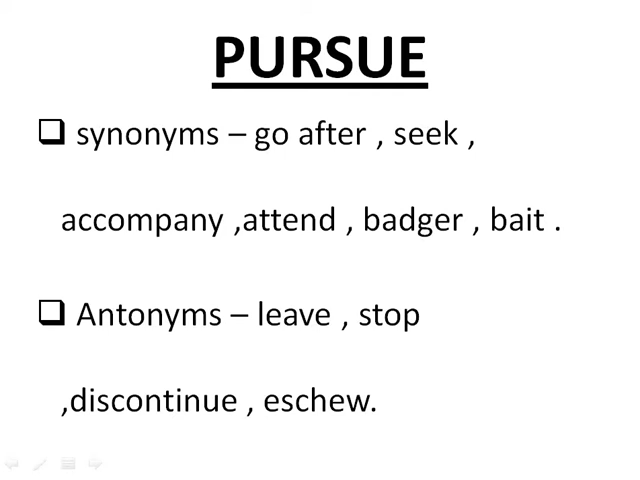 PURSUE
synonyms – go after , seek ,
accompany ,attend , badger , bait .
Antonyms – leave , stop
,discontinue , eschew.